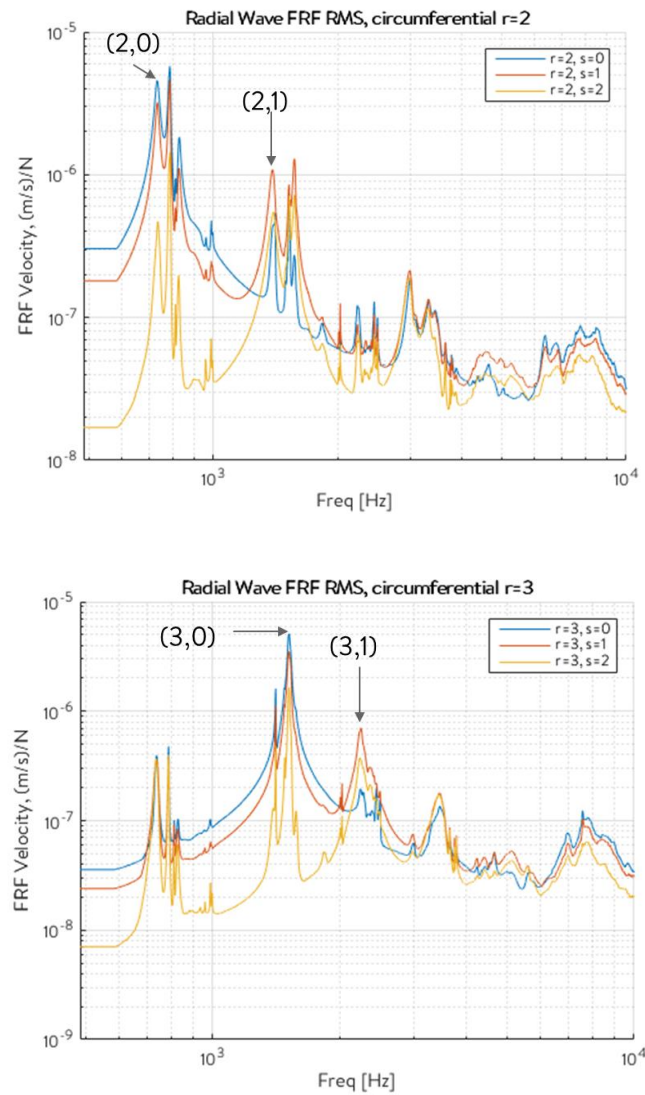 Radial Wave FRF RMS, circumferential r=2
10^-5
(2,0)
r=2, s=0
r=2, s=1
r=2, s=2
(2,1)
10^-6
FRF Velocity, (m/s)/N
10^-7
10^-8
10^3
10^4
Freq [Hz]
Radial Wave FRF RMS, circumferential r=3
10^-5
r=3, s=0
r=3, s=1
r=3, s=2
(3,0)
(3,1)
10^-6
FRF Velocity, (m/s)/N
10^-7
10^-8
10^-9
10^3
10^4
Freq [Hz]